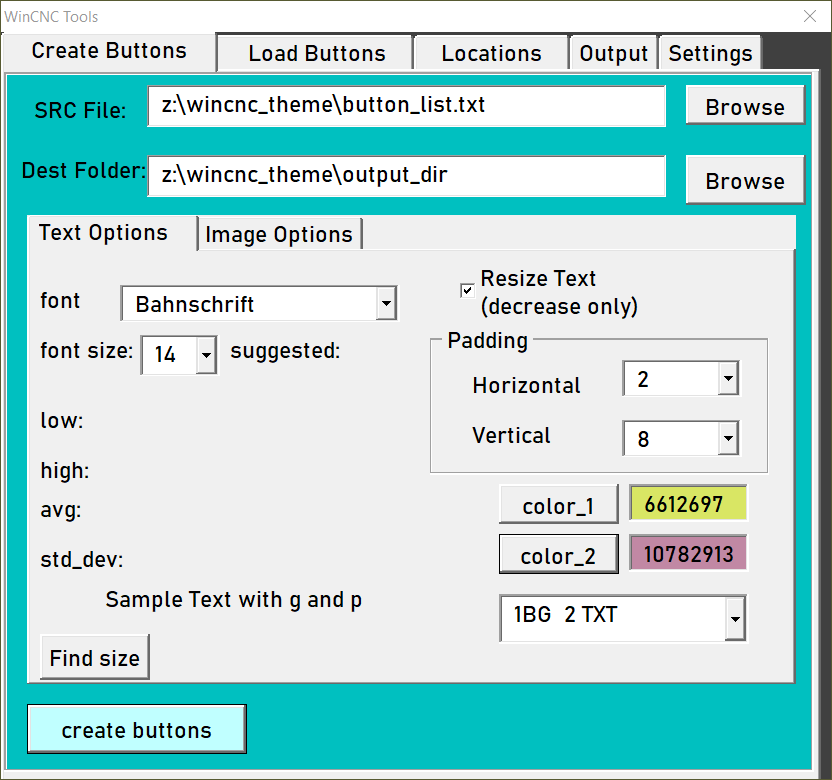 WinCNC Tools
Create Buttons Load Buttons Locations Output Settings
SRC File: z:\wincnc_theme\button_list.txt Browse
Dest Folder: z:\wincnc_theme\output_dir Browse
Text Options Image Options
font Bahnschrift
Resize Text
(decrease only)
font size: 14 suggested:
Padding
Horizontal 2
Vertical 8
low:
high:
avg:
std_dev:
color_1 6612697
color_2 10782913
Sample Text with g and p
1BG 2 TXT
Find size
create buttons